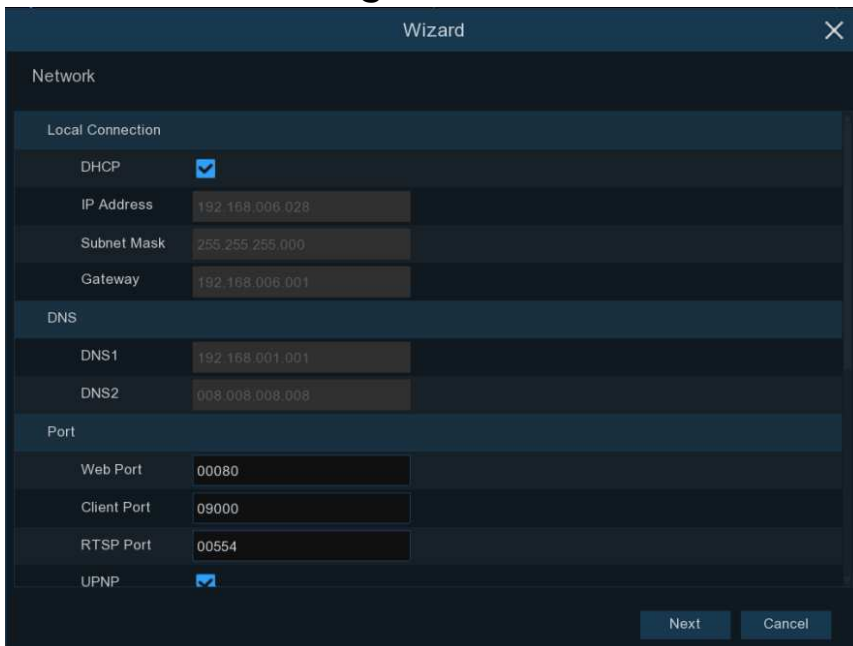 Wizard
Network
Local Connection
DHCP
IP Address 192.168.006.028
Subnet Mask 255.255.255.000
Gateway 192.168.006.001
DNS
DNS1 192.168.001.001
DNS2 008.008.008.008
Port
Web Port 00080
Client Port 09000
RTSP Port 00554
UPNP
Next Cancel